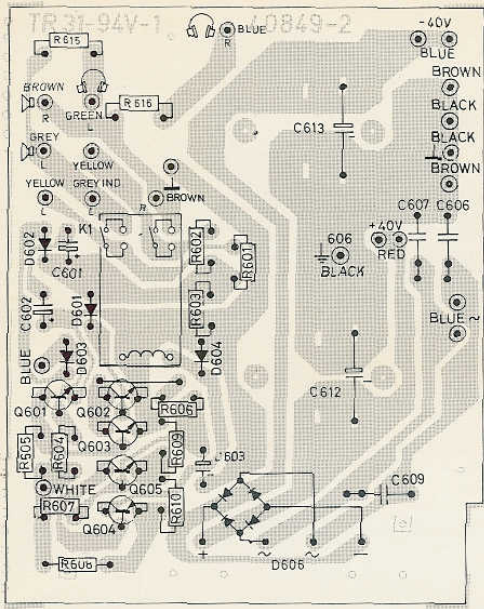 TR 31-94V-1 40849-2
R615
R
BLUE
-40V
BLUE
BROWN
R
GREEN
L
R616
C613
BROWN
BLACK
BLACK
BROWN
GREY
L
YELLOW
L
YELLOW
L
GREY IND
L
R
BROWN
C607 C606
K1
D602
C601
+
R602
R601
606
BLACK
+40V
RED
C602
+
D601
R603
BLUE ~
BLUE
D603
D604
C612
Q601
Q602
R606
Q603
R605
R604
R609
C603
WHITE
Q605
R607
R610
C609
Q604
+ ~ D606 ~ -
R608